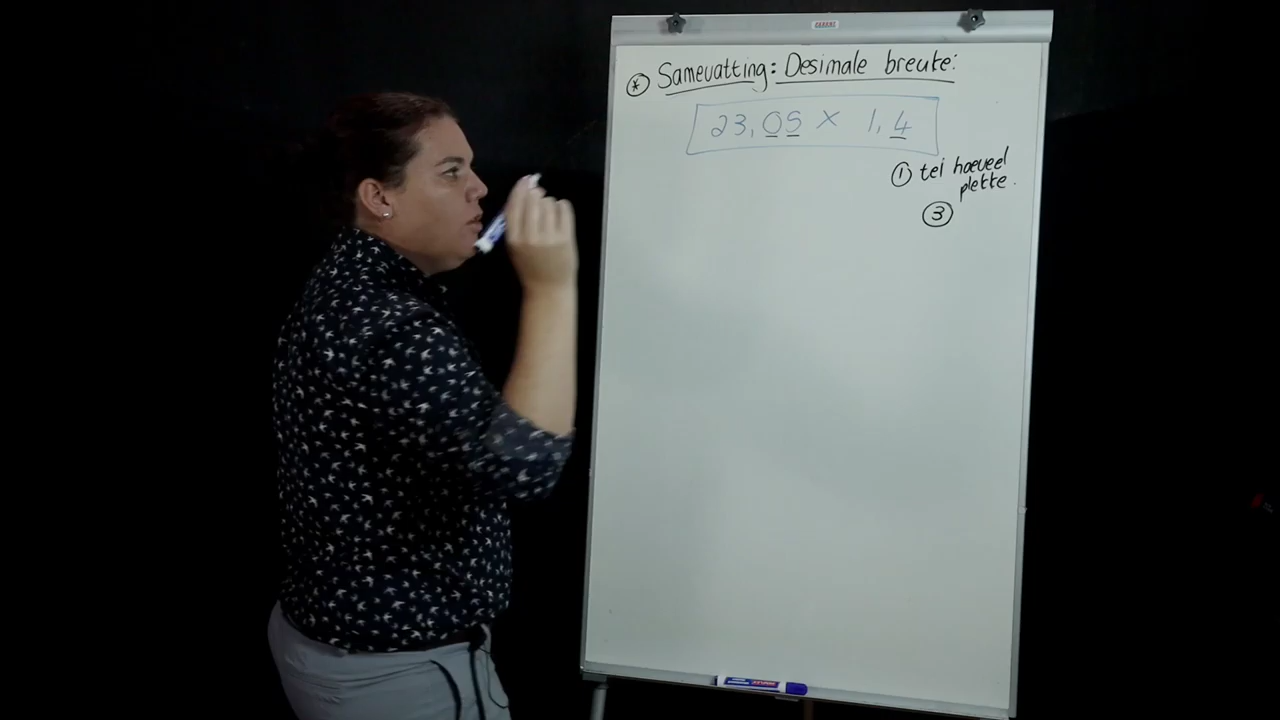 * Samevatting: Desimale breuke:
23,05 x 1,4
1 tel hoeveel
plekke.
3